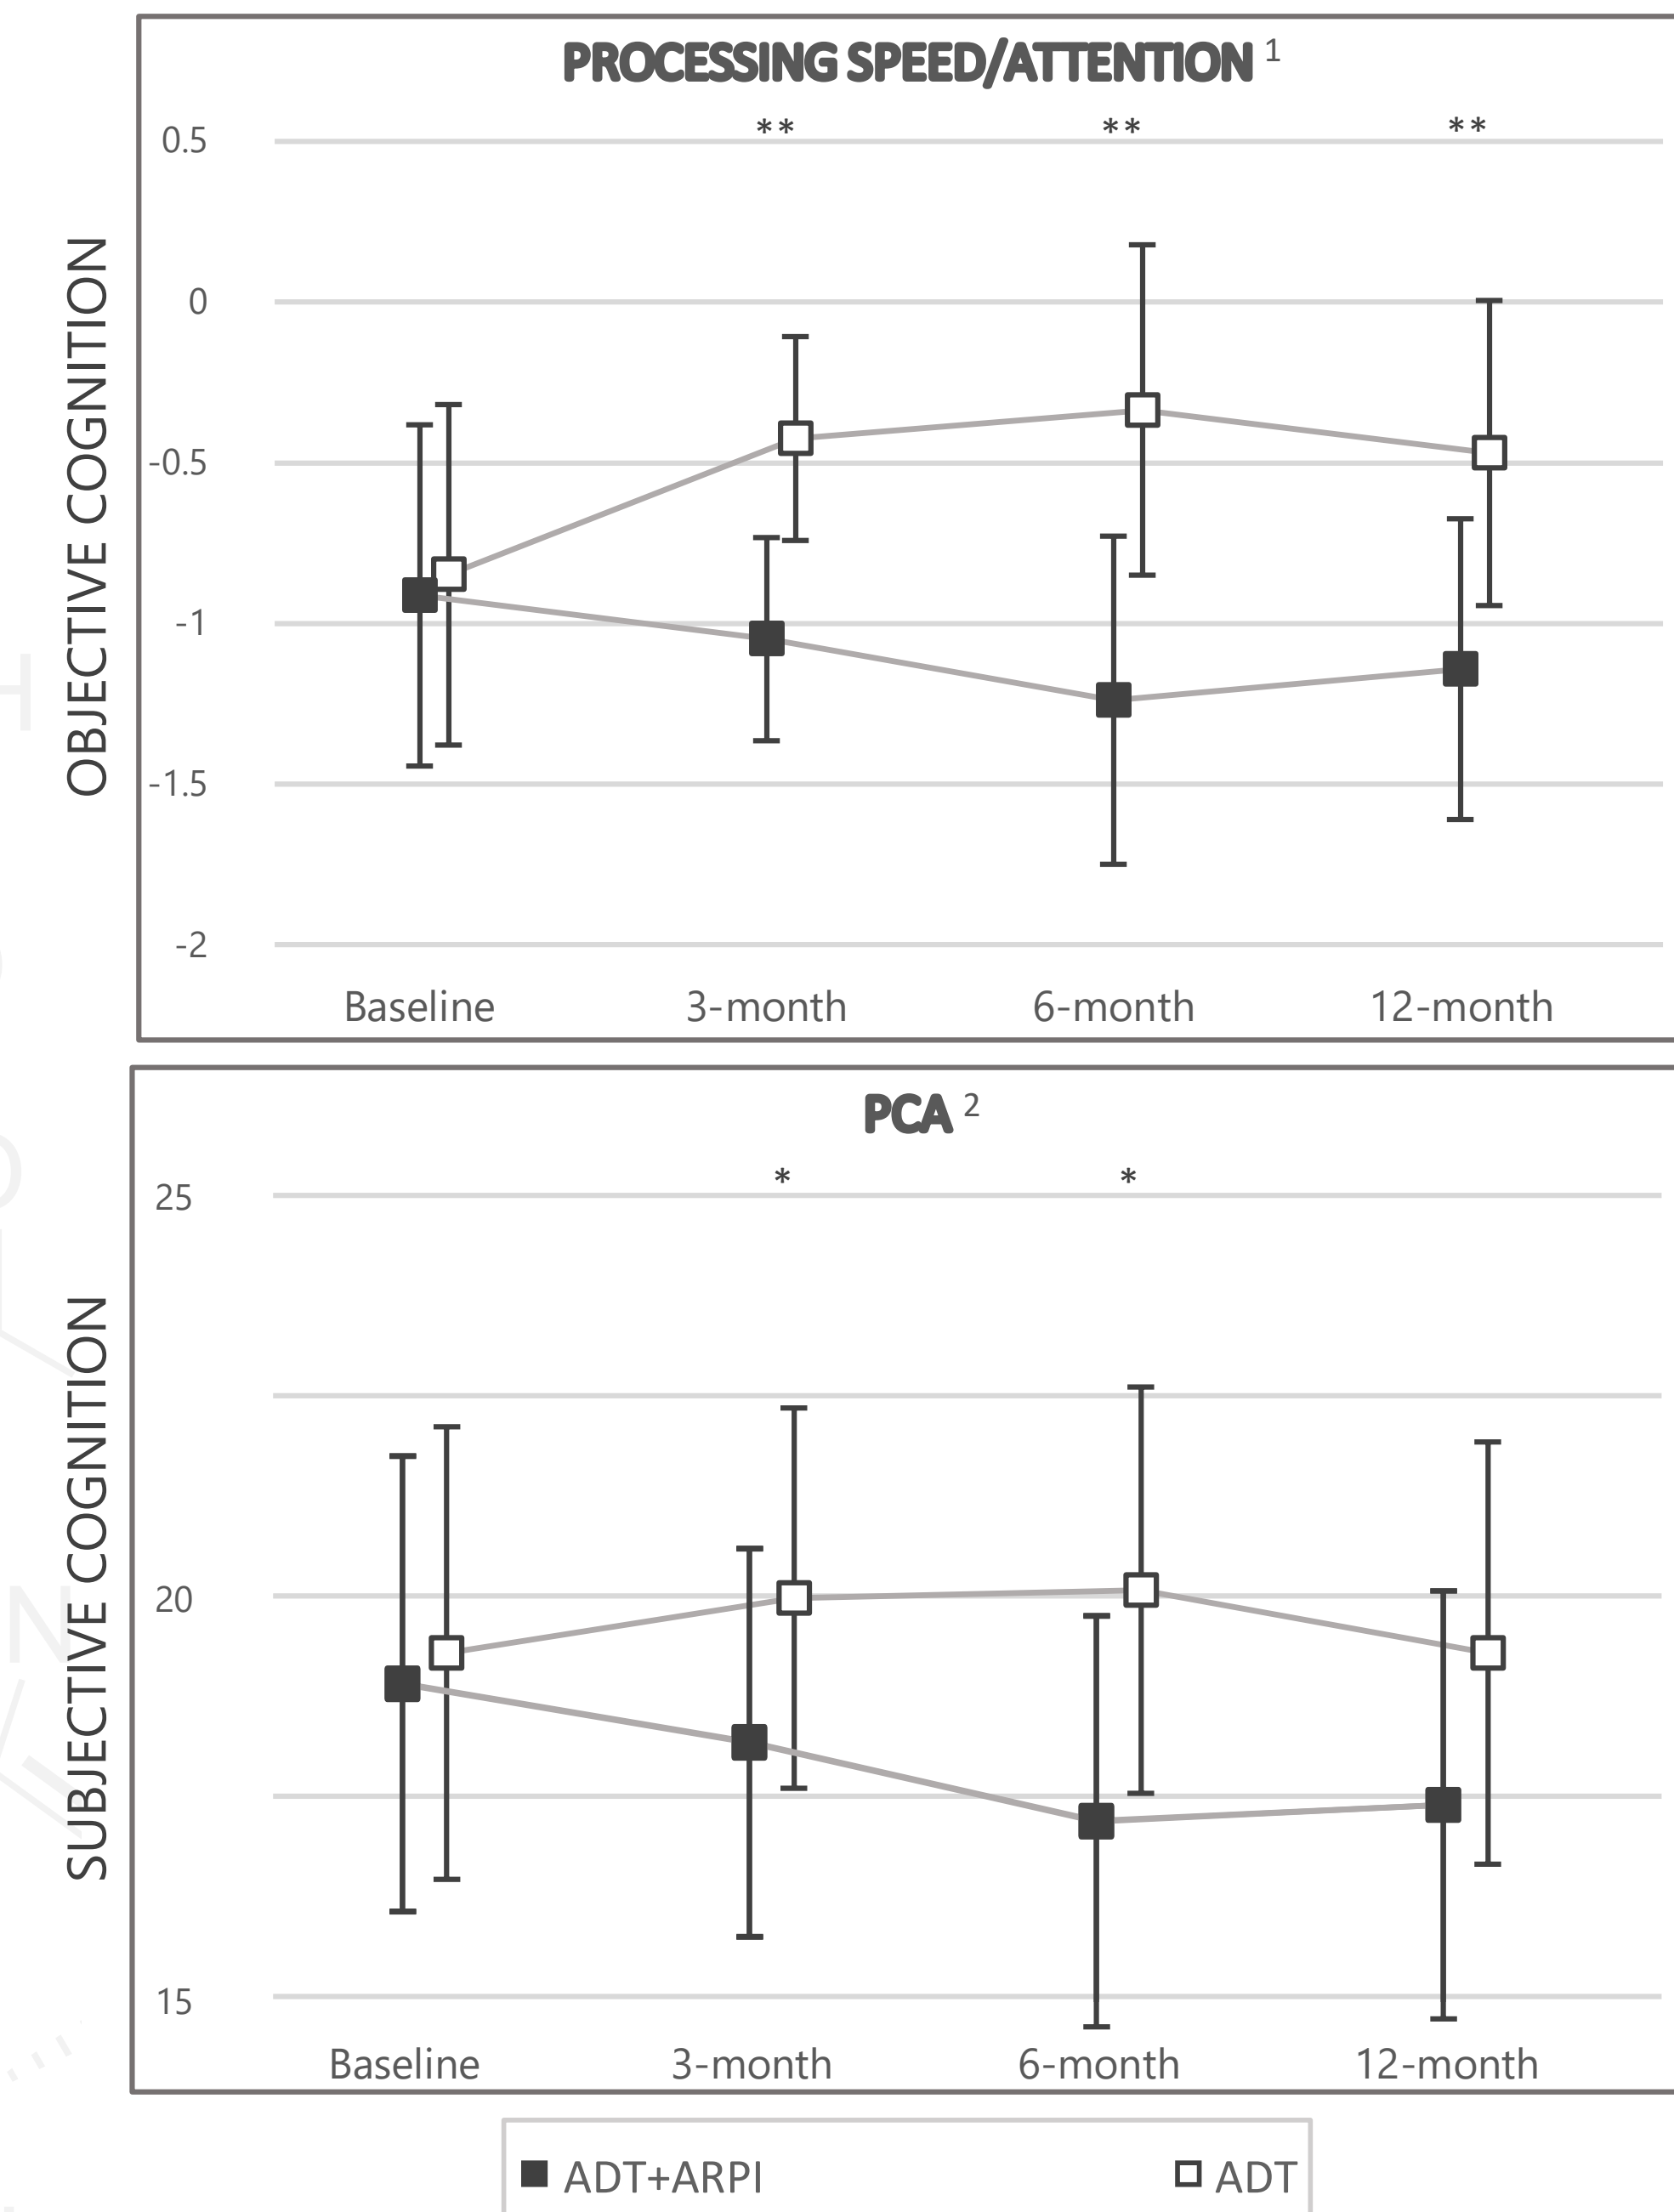 PROCESSING SPEED/ATTENTION 1
** ** **
0.5
0
-0.5
-1
-1.5
-2
OBJECTIVE COGNITION
Baseline 3-month 6-month 12-month
PCA 2
* *
25
20
15
SUBJECTIVE COGNITION
Baseline 3-month 6-month 12-month
ADT+ARPI ADT